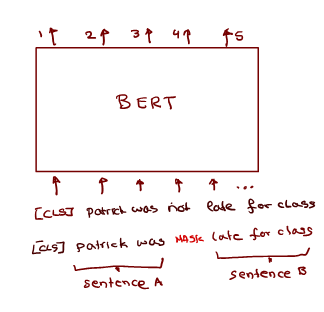 1 2 3 4 5
BERT
[CLS] Patrick was not late for class
[CLS] Patrick was MASK late for class
sentence A sentence B